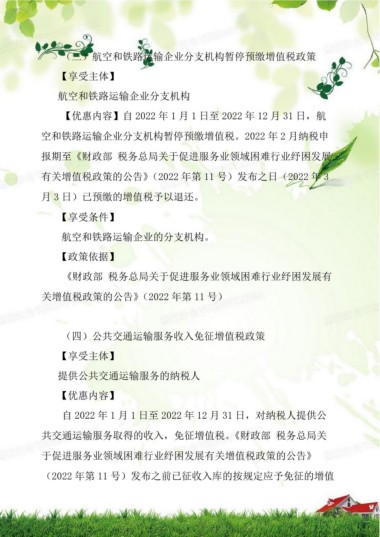 （三）航空和铁路运输企业分支机构暂停预缴增值税政策
【享受主体】
航空和铁路运输企业分支机构
【优惠内容】自 2022 年 1 月 1 日至 2022 年 12 月 31 日，航
空和铁路运输企业分支机构暂停预缴增值税。2022 年 2 月纳税申
报期至《财政部 税务总局关于促进服务业领域困难行业纾困发展
有关增值税政策的公告》（2022 年第 11 号）发布之日（2022 年 3
月 3 日）已预缴的增值税予以退还。
【享受条件】
航空和铁路运输企业的分支机构。
【政策依据】
《财政部 税务总局关于促进服务业领域困难行业纾困发展有
关增值税政策的公告》（2022 年第 11 号）
（四）公共交通运输服务收入免征增值税政策
【享受主体】
提供公共交通运输服务的纳税人
【优惠内容】
自 2022 年 1 月 1 日至 2022 年 12 月 31 日，对纳税人提供公
共交通运输服务取得的收入，免征增值税。《财政部 税务总局关
于促进服务业领域困难行业纾困发展有关增值税政策的公告》
（2022 年第 11 号）发布之前已征收入库的按规定应予免征的增值